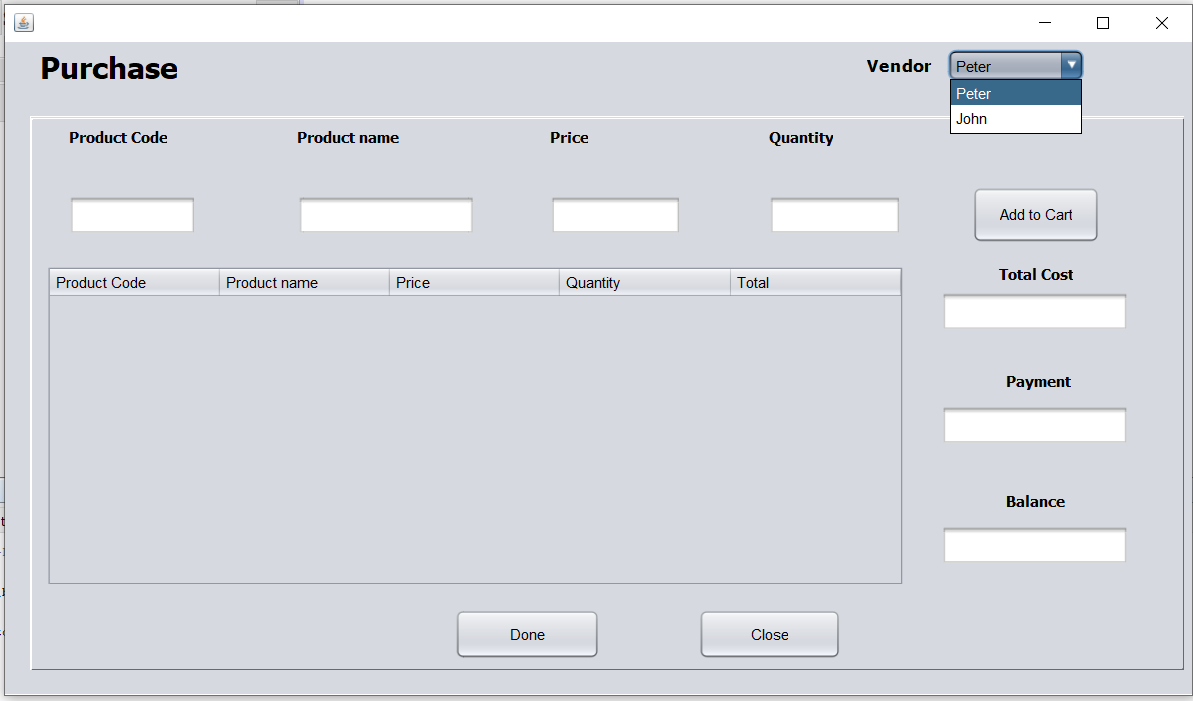 Purchase
Vendor
Peter
Peter
John
Product Code Product name Price Quantity
Add to Cart
Product Code Product name Price Quantity Total
Total Cost
Payment
Balance
Done Close